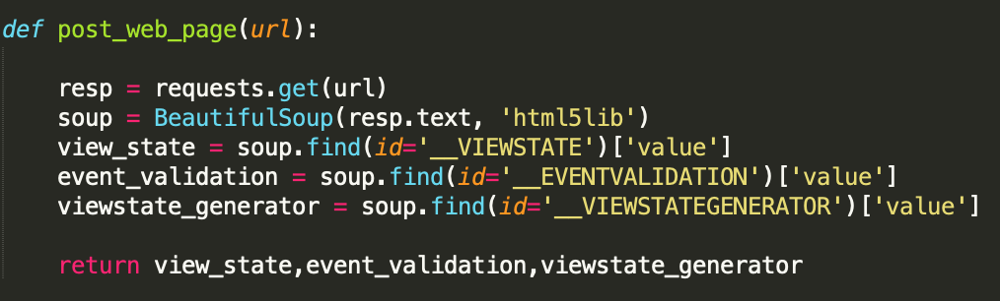 def post_web_page(url):
resp = requests.get(url)
soup = BeautifulSoup(resp.text, 'html5lib')
view_state = soup.find(id='__VIEWSTATE')['value']
event_validation = soup.find(id='__EVENTVALIDATION')['value']
viewstate_generator = soup.find(id='__VIEWSTATEGENERATOR')['value']
return view_state,event_validation,viewstate_generator